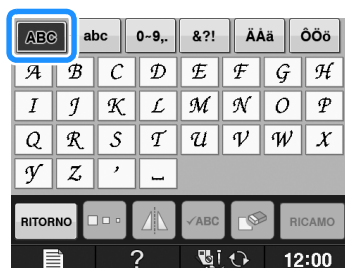 ABC abc 0~9,. &?! ÄÅä ÔÖö
A B C D E F G H
I J K L M N O P
Q R S T U V W X
Y Z ’ ⎵
RITORNO ✓ABC RICAMO
? 12:00